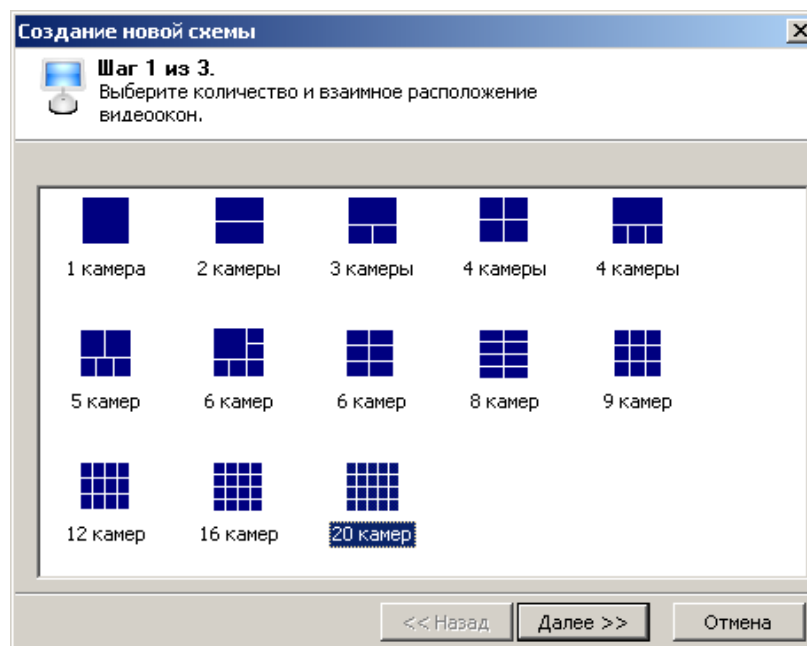 Создание новой схемы
Шаг 1 из 3.
Выберите количество и взаимное расположение
видеоокон.
1 камера 2 камеры 3 камеры 4 камеры 4 камеры
5 камер 6 камер 6 камер 8 камер 9 камер
12 камер 16 камер 20 камер
<< Назад Далее >> Отмена